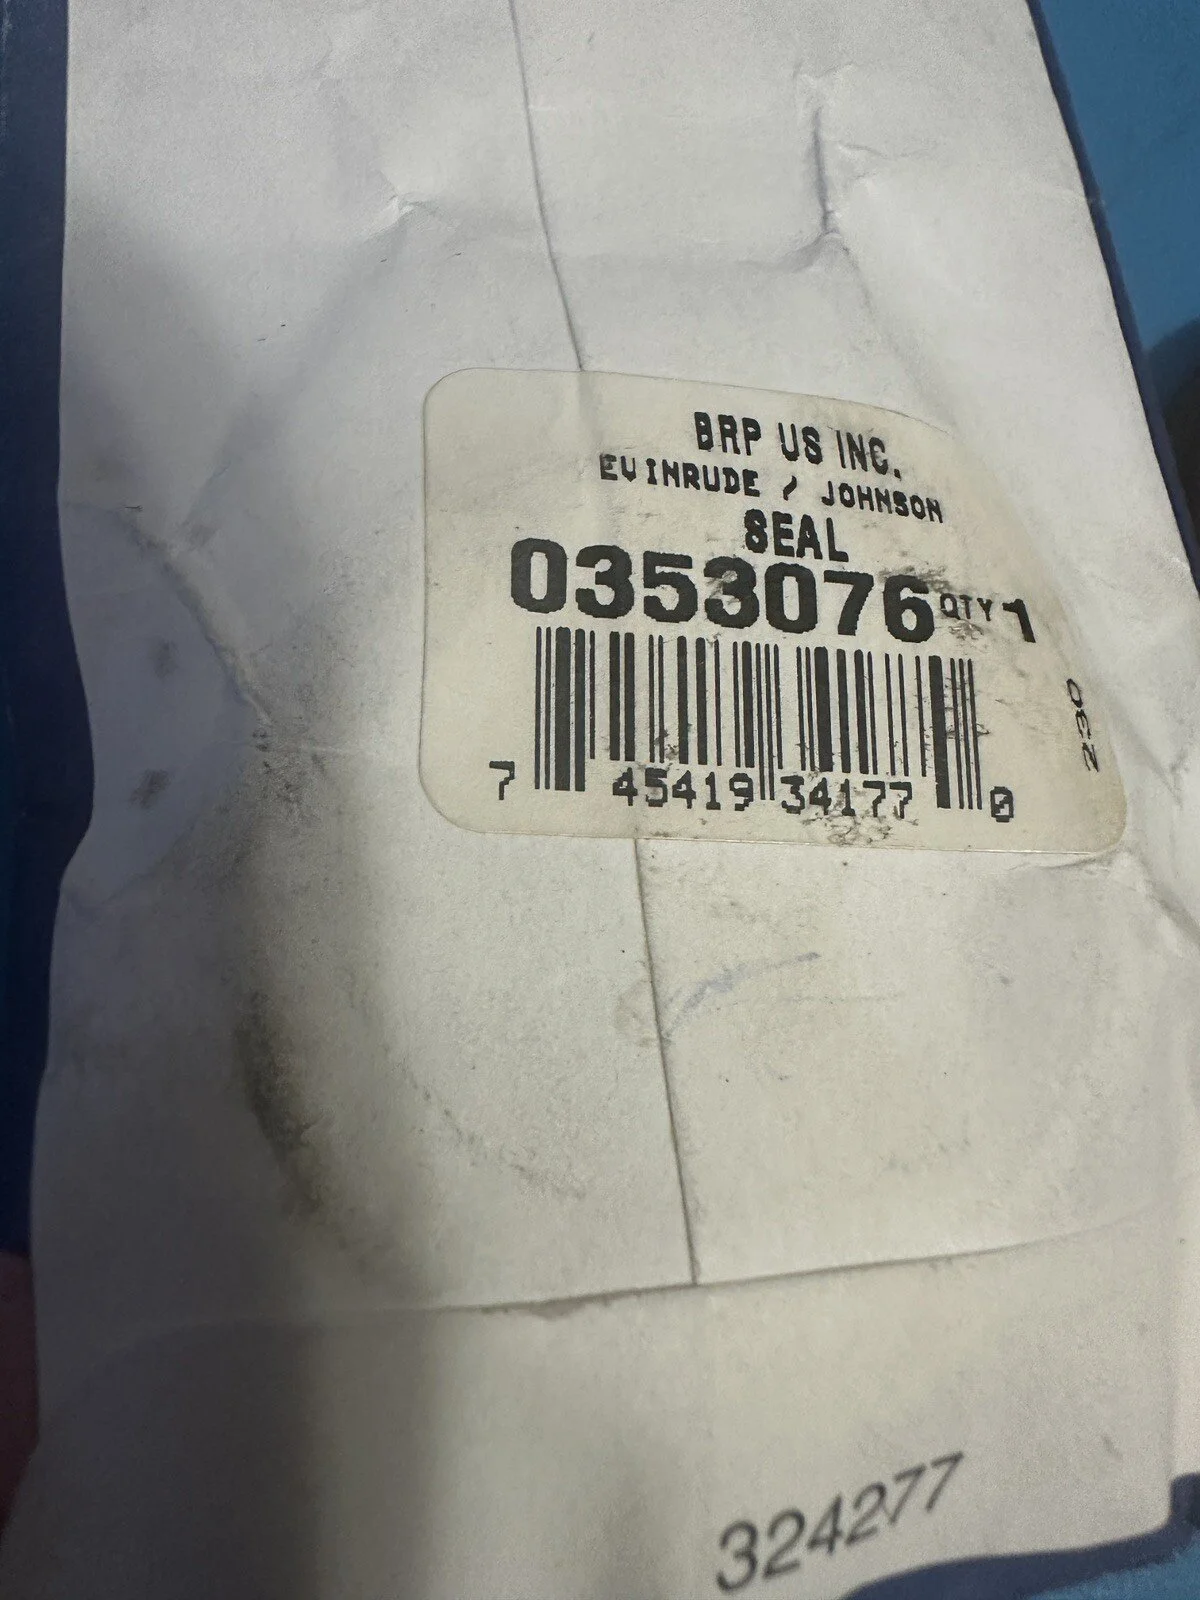 BRP US INC.
EVINRUDE / JOHNSON
SEAL
0353076 QTY 1
230
7 45419 34177 0
324277